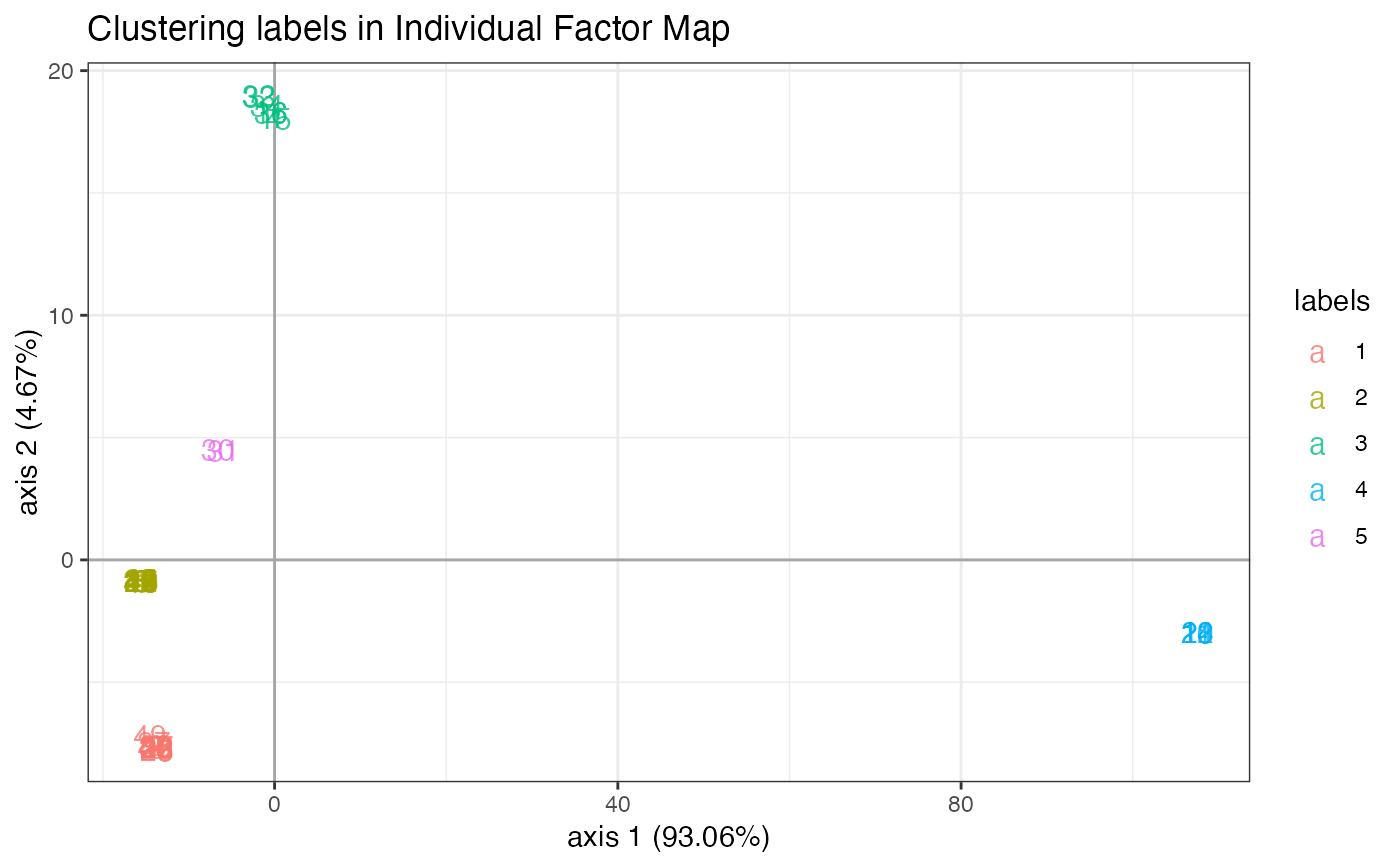 Clustering labels in Individual Factor Map
20
10
0
axis 2 (4.67%)
0
40
80
axis 1 (93.06%)
labels
a 1
a 2
a 3
a 4
a 5